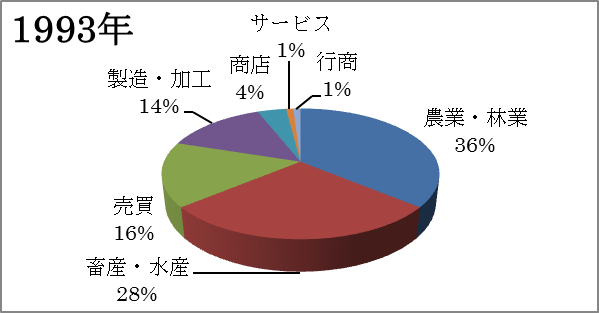 1993年
サービス
1%
行商
1%
商店
4%
製造・加工
14%
農業・林業
36%
売買
16%
畜産・水産
28%